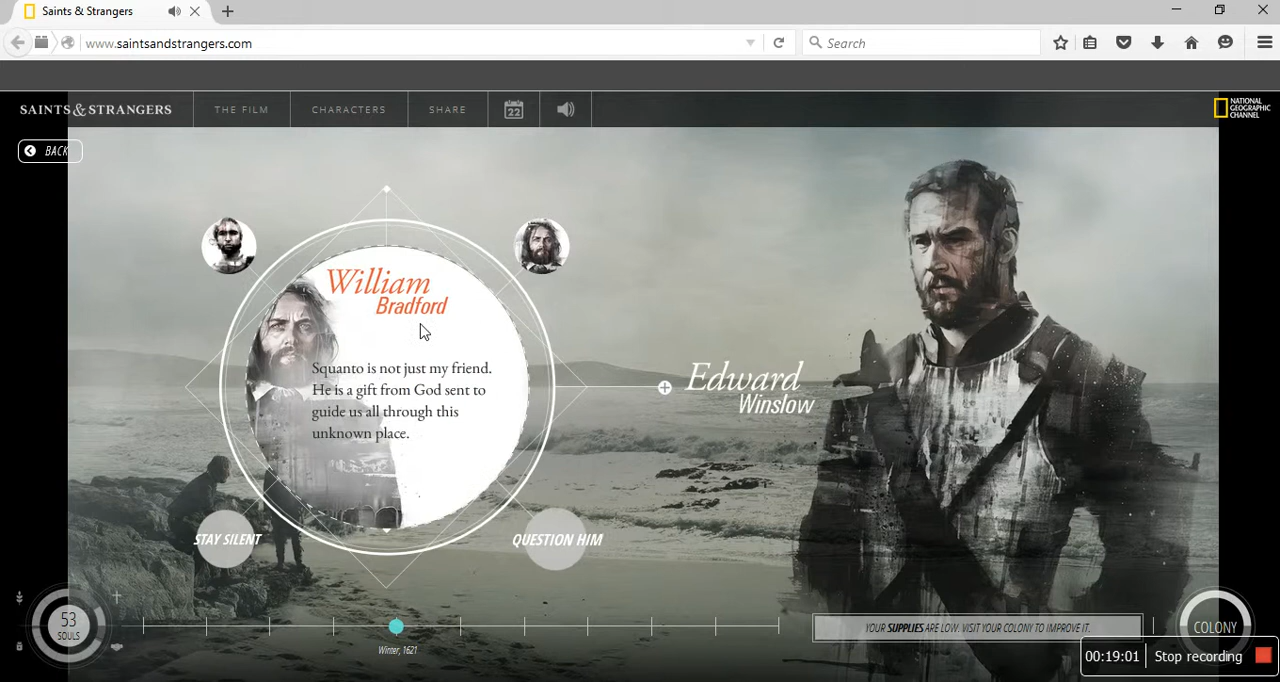 Saints & Strangers
www.saintsandstrangers.com
Search
SAINTS & STRANGERS
THE FILM
CHARACTERS
SHARE
22
NATIONAL
GEOGRAPHIC
CHANNEL
BACK
William
Bradford
Squanto is not just my friend.
He is a gift from God sent to
guide us all through this
unknown place.
Edward
Winslow
STAY SILENT
QUESTION HIM
53
SOULS
Winter, 1621
YOUR SUPPLIES ARE LOW. VISIT YOUR COLONY TO IMPROVE IT.
COLONY
00:19:01
Stop recording